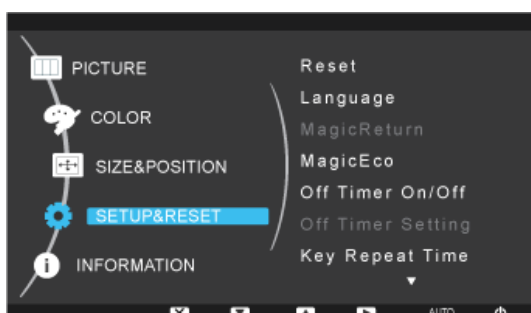 PICTURE
COLOR
SIZE&POSITION
SETUP&RESET
INFORMATION
Reset
Language
MagicReturn
MagicEco
Off Timer On/Off
Off Timer Setting
Key Repeat Time
AUTO